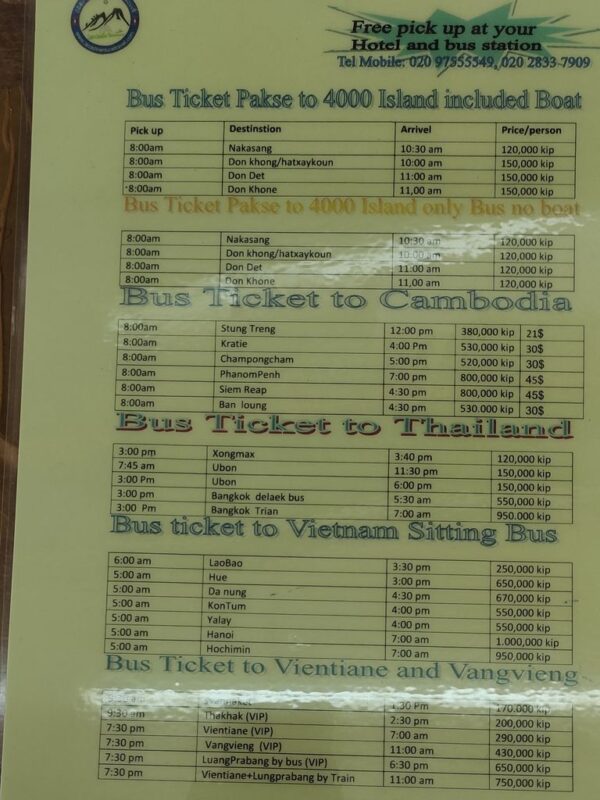 Free pick up at your
Hotel and bus station
Tel Mobile: 020 97555549, 020 2833 7909
Bus Ticket Pakse to 4000 Island included Boat
Pick up Destinstion Arrivel Price/person
8:00am Nakasang 10:30 am 120,000 kip
8:00am Don khong/hatxaykoun 10:00 am 150,000 kip
8:00am Don Det 11:00 am 150,000 kip
8:00am Don Khone 11,00 am 150,000 kip
Bus Ticket Pakse to 4000 Island only Bus no boat
8:00am Nakasang 10:30 am 120,000 kip
8:00am Don khong/hatxaykoun 10:00 am 120,000 kip
8:00am Don Det 11:00 am 120,000 kip
8:00am Don Khone 11,00 am 120,000 kip
Bus Ticket to Cambodia
8:00am Stung Treng 12:00 pm 380,000 kip 21$
8:00am Kratie 4:00 Pm 530,000 kip 30$
8:00am Champongcham 5:00 pm 520,000 kip 30$
8:00am PhanomPenh 7:00 pm 800,000 kip 45$
8:00am Siem Reap 4:30 pm 800,000 kip 45$
8:00am Ban loung 4:30 pm 530.000 kip 30$
Bus Ticket to Thailand
3:00 pm Xongmax 3:40 pm 120,000 kip
7:45 am Ubon 11:30 pm 150,000 kip
3:00 Pm Ubon 6:00 pm 150,000 kip
3:00 pm Bangkok delaek bus 5:30 am 550,000 kip
3:00 Pm Bangkok Trian 7:00 am 950.000 kip
Bus ticket to Vietnam Sitting Bus
6:00 am LaoBao 3:30 pm 250,000 kip
5:00 am Hue 3:00 pm 650,000 kip
5:00 am Da nung 4:30 pm 670,000 kip
5:00 am KonTum 4:00 pm 550,000 kip
5:00 am Yalay 4:00 pm 550,000 kip
5:00 am Hanoi 7:00 am 1.000,000 kip
5:00 am Hochimin 7:00 am 950,000 kip
Bus Ticket to Vientiane and Vangvieng
1:30 Pm 170.000 kip
9:30 am Thakhak (VIP) 2:30 pm 200,000 kip
7:30 pm Vientiane (VIP) 7:00 am 290,000 kip
7:30 pm Vangvieng (VIP) 11:00 am 430,000 kip
7:30 pm LuangPrabang by bus (VIP) 6:30 pm 650,000 kip
7:30 pm Vientiane+Lungprabang by Train 11:00 am 750,000 kip